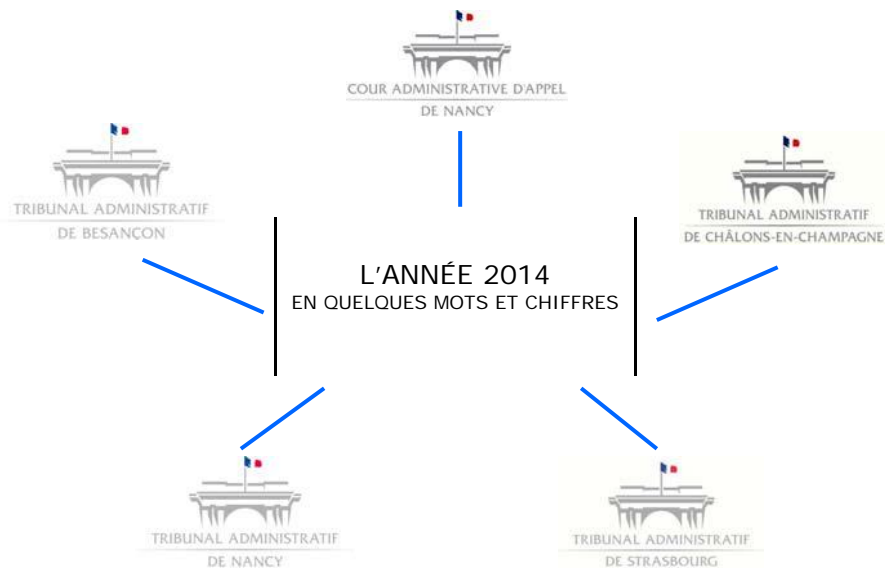 COUR ADMINISTRATIVE D'APPEL
DE NANCY
TRIBUNAL ADMINISTRATIF
DE BESANÇON
TRIBUNAL ADMINISTRATIF
DE CHÂLONS-EN-CHAMPAGNE
L'ANNÉE 2014
EN QUELQUES MOTS ET CHIFFRES
TRIBUNAL ADMINISTRATIF
DE NANCY
TRIBUNAL ADMINISTRATIF
DE STRASBOURG